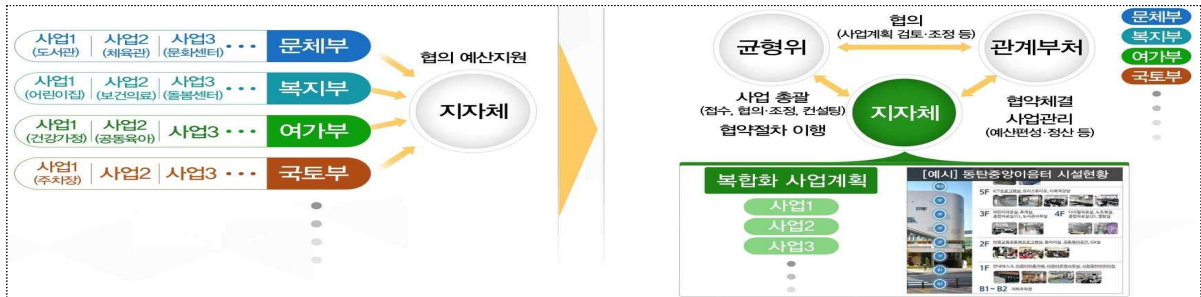 사업1 사업2 사업3 ··· 문체부
(도서관) (체육관) (문화센터)
사업1 사업2 사업3 ··· 복지부
(어린이집) (보건의료) (돌봄센터)
사업1 사업2 사업3 ··· 여가부
(건강가정) (공동육아)
사업1 사업2 사업3 ··· 국토부
(주차장)
협의 예산지원
지자체
협의
(사업계획 검토·조정 등)
균형위
관계부처
문체부
복지부
여가부
국토부
사업 총괄
(접수, 협의·조정, 컨설팅)
협약절차 이행
지자체
협약체결
사업관리
(예산편성·정산 등)
복합화 사업계획
사업1
사업2
사업3
[예시] 동탄중앙이음터 시설현황
5F
3F
4F
2F
1F
B1~B2 지하주차장